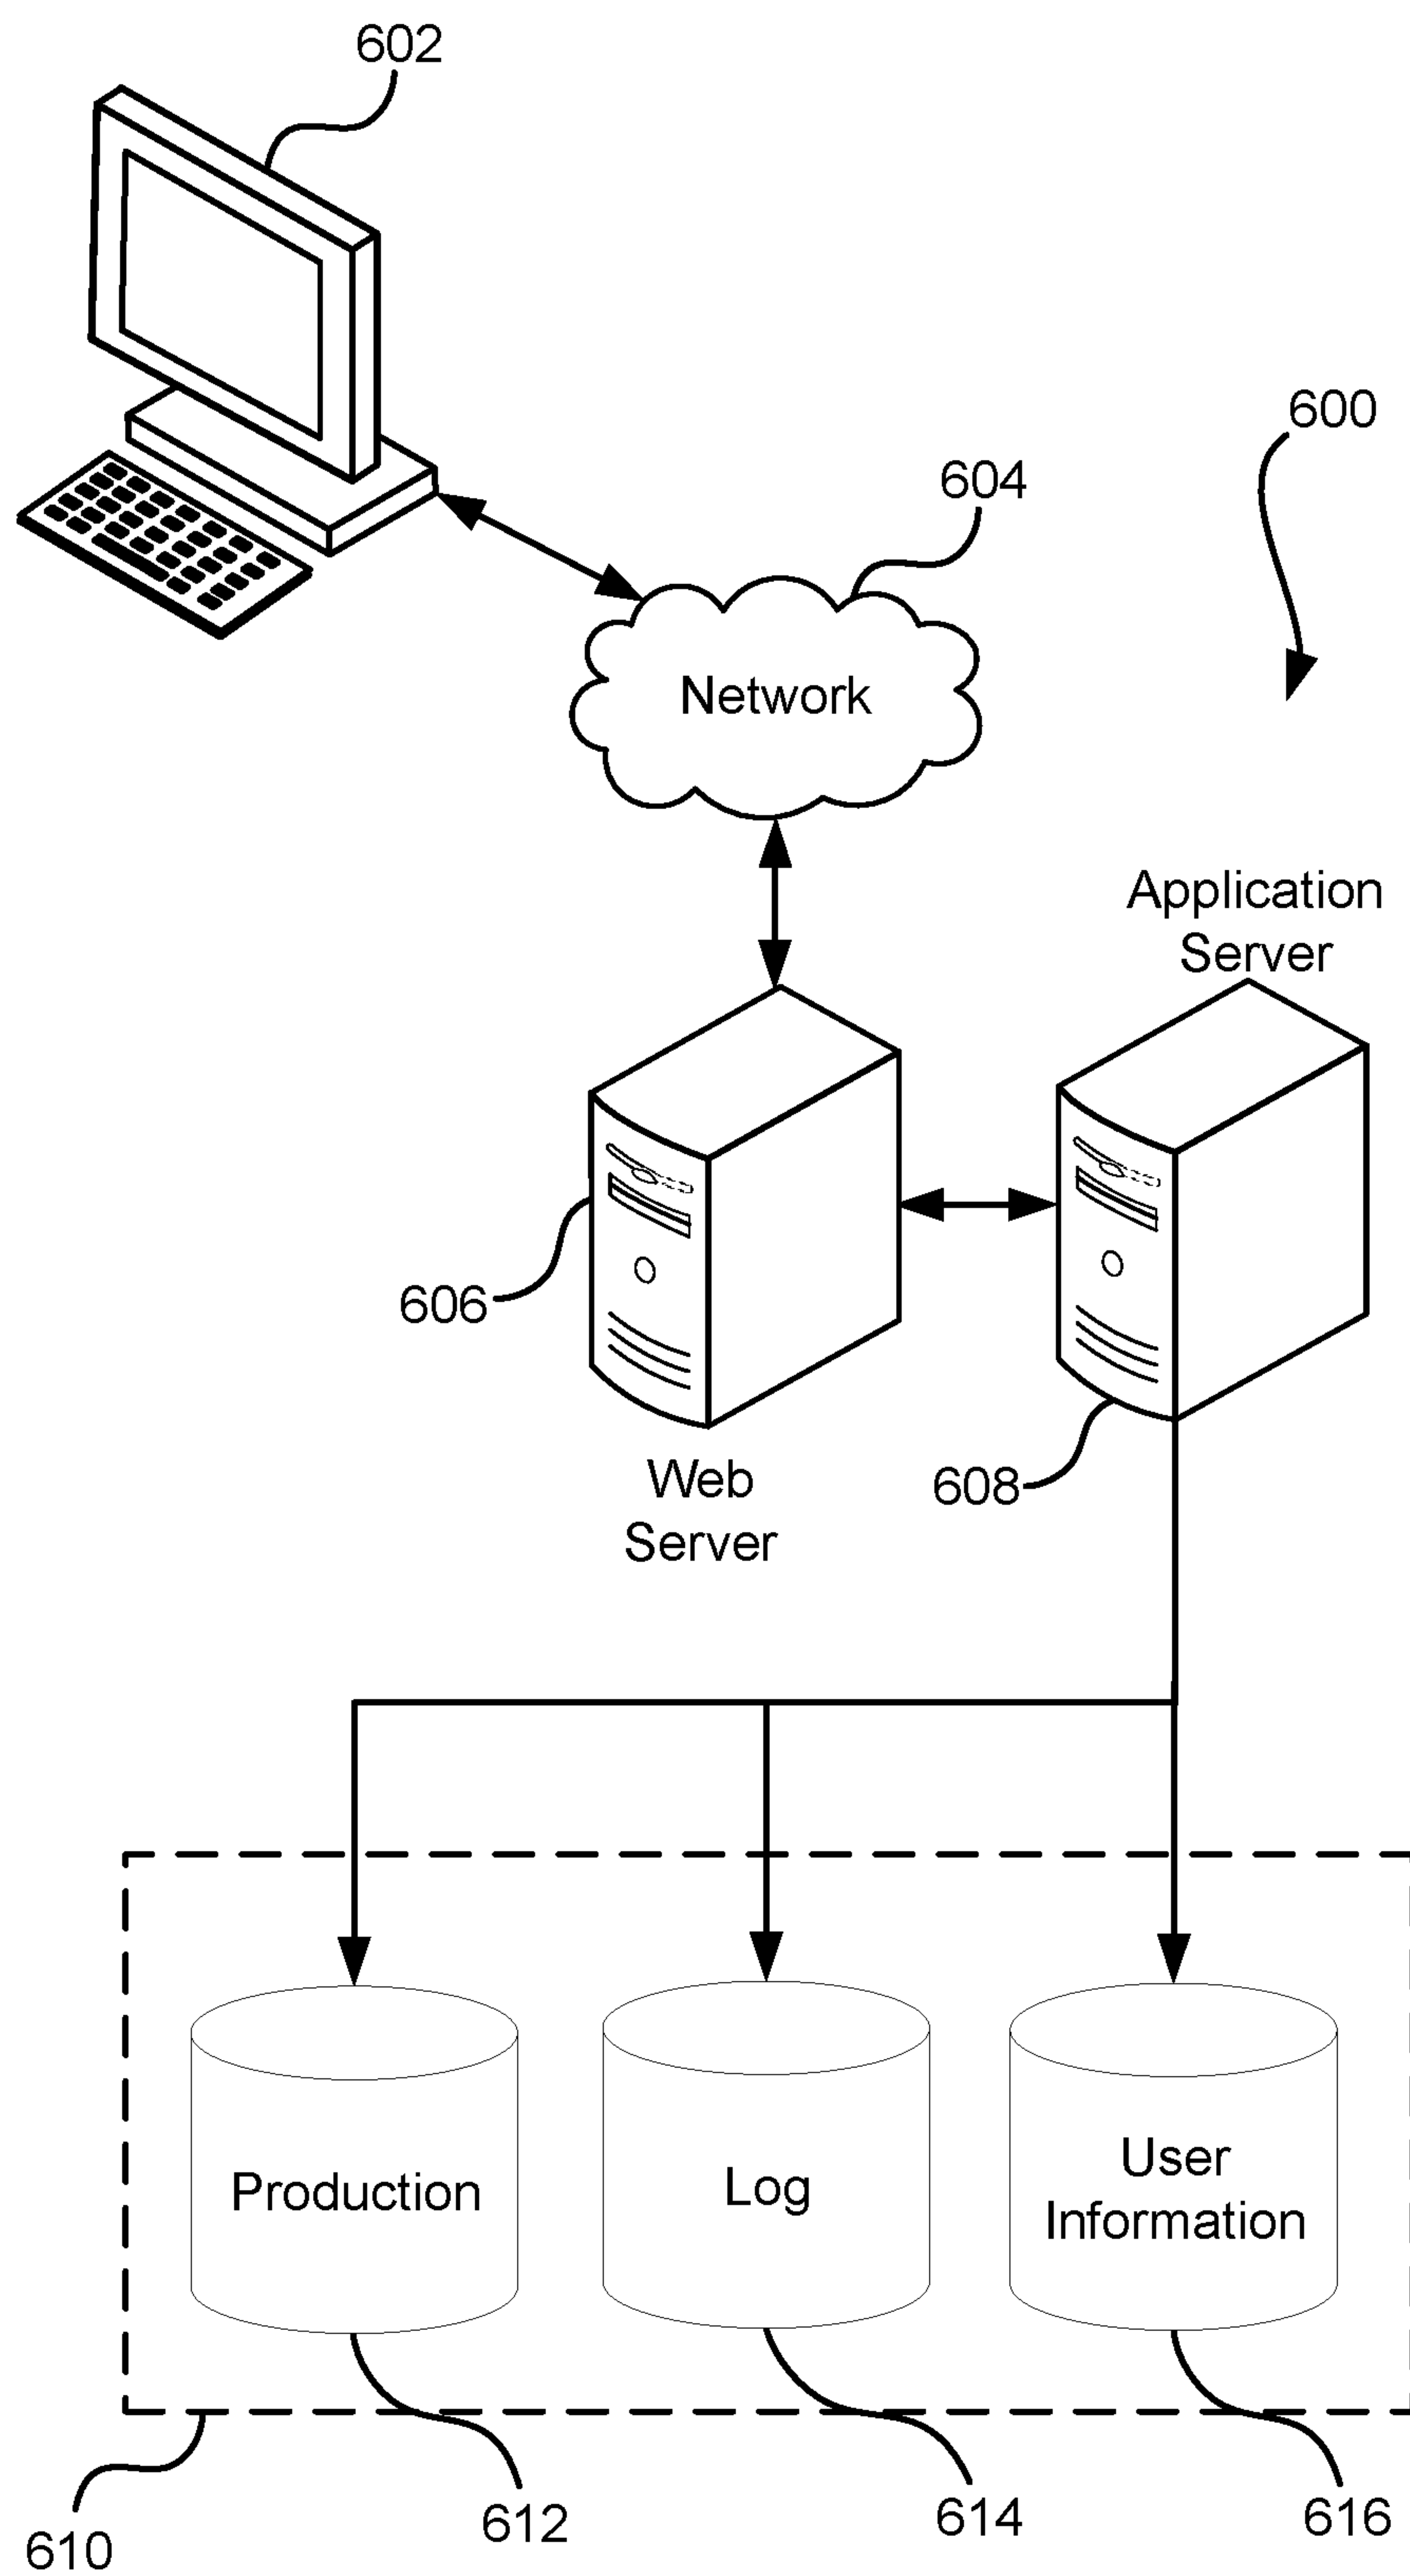 602
600
604
Network
Application
Server
606
608
Web
Server
Production
Log
User
Information
610
612
614
616